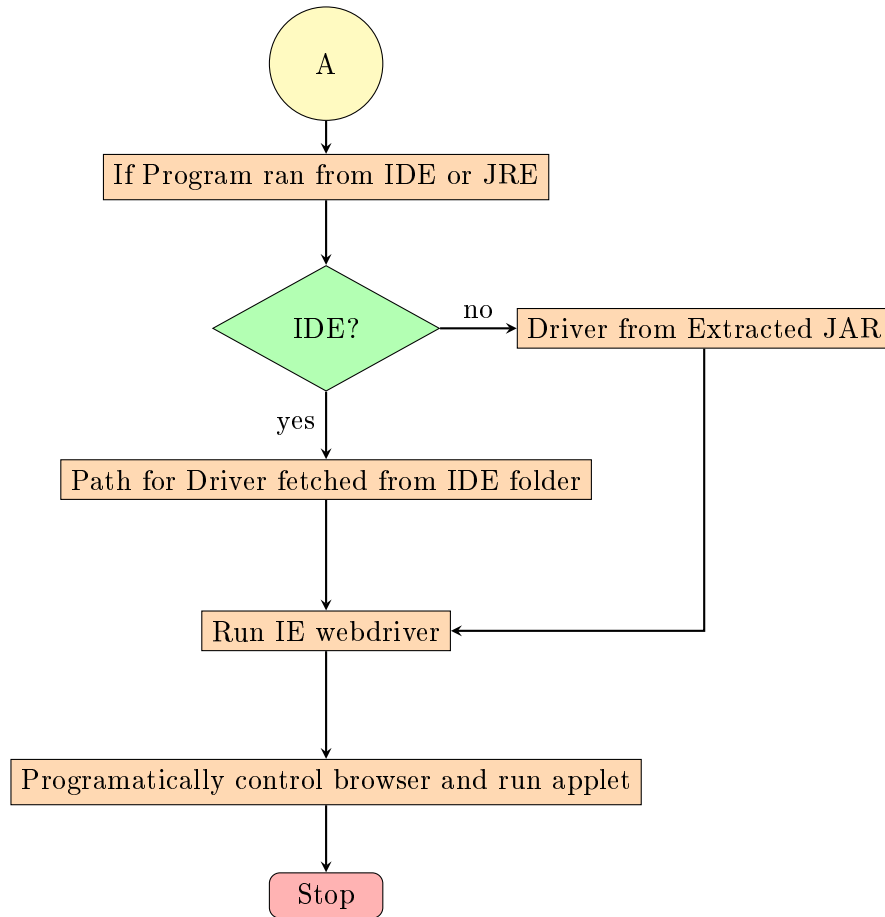 A
If Program ran from IDE or JRE
IDE?
no
Driver from Extracted JAR
yes
Path for Driver fetched from IDE folder
Run IE webdriver
Programatically control browser and run applet
Stop